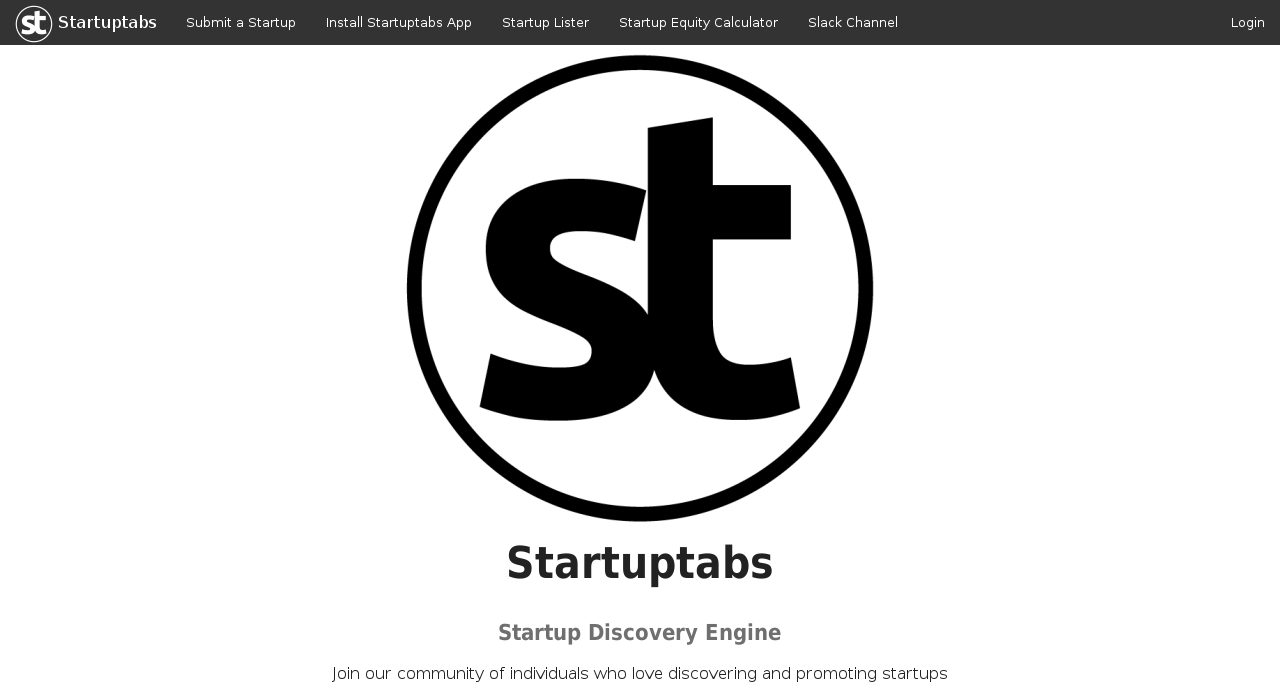 st Startuptabs Submit a Startup Install Startuptabs App Startup Lister Startup Equity Calculator Slack Channel Login
st
Startuptabs
Startup Discovery Engine
Join our community of individuals who love discovering and promoting startups